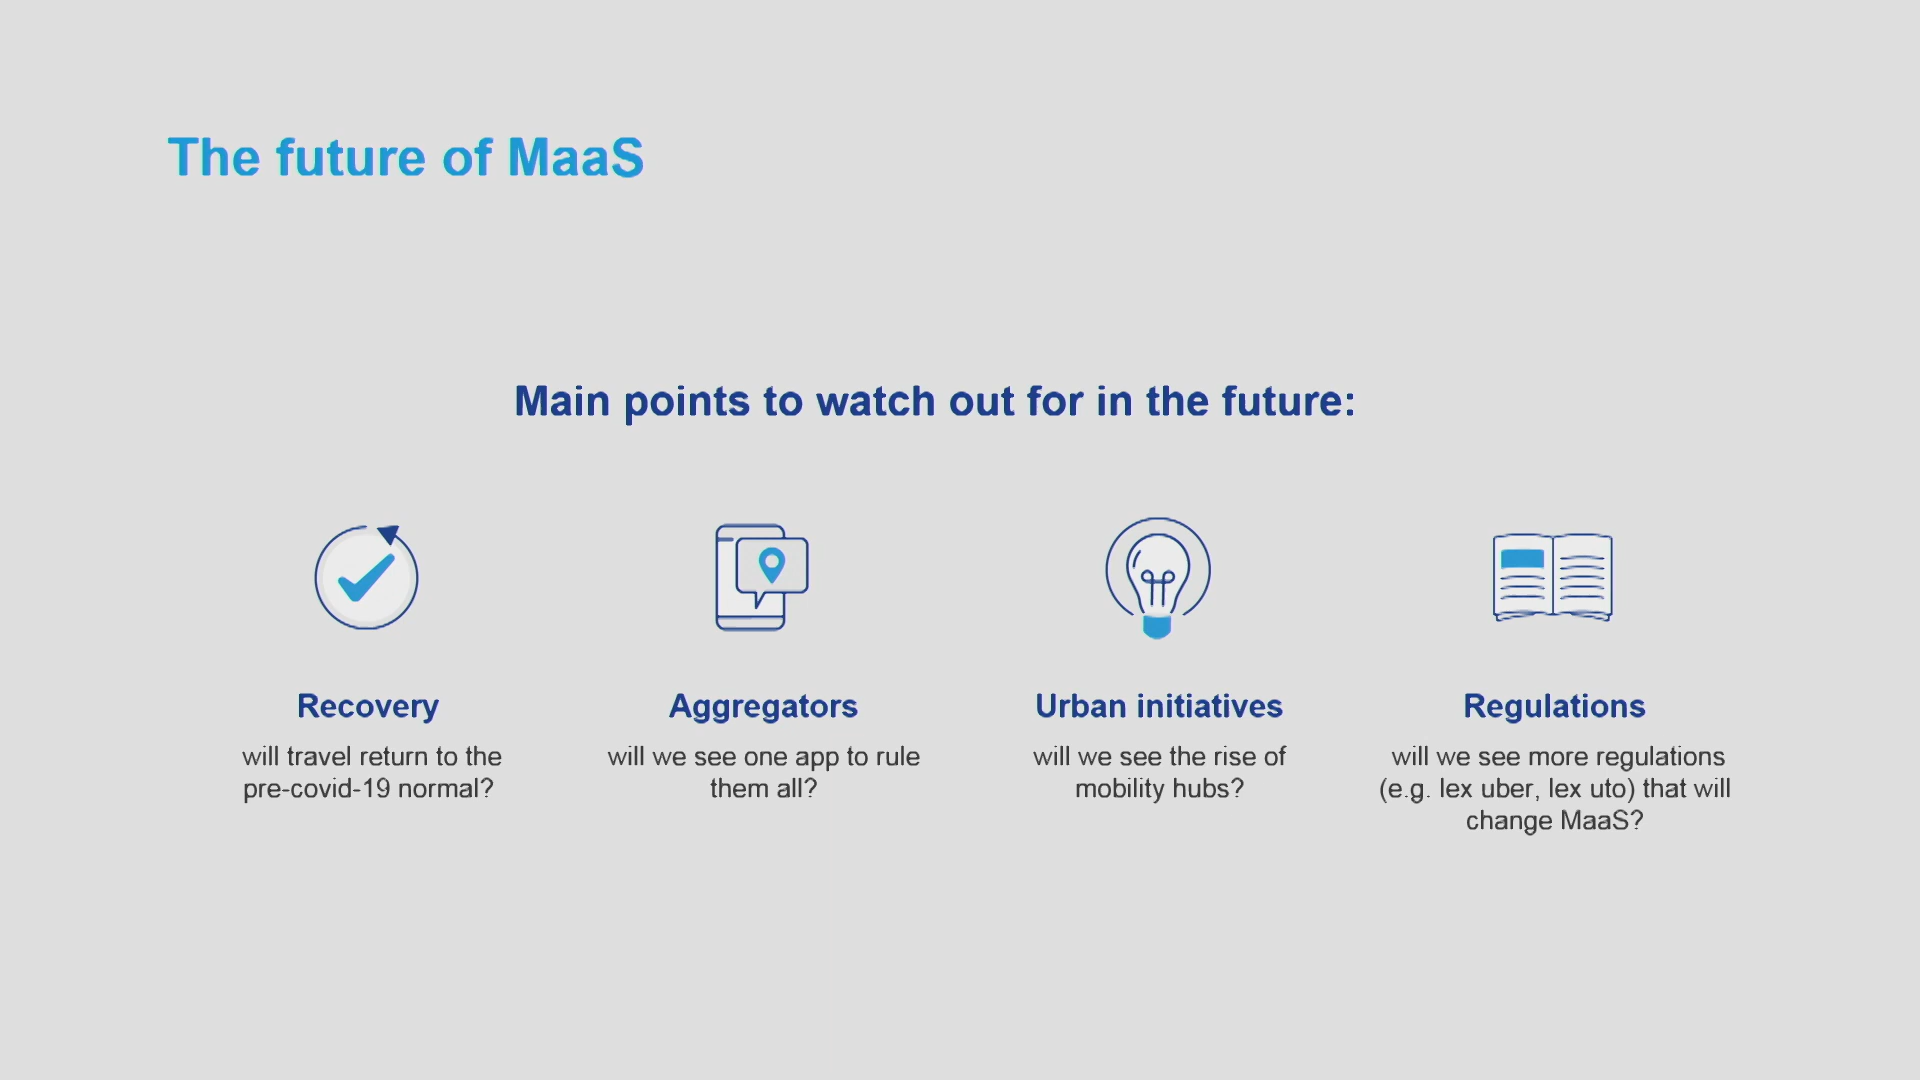 The future of MaaS
Main points to watch out for in the future:
Recovery
will travel return to the
pre-covid-19 normal?
Aggregators
will we see one app to rule
them all?
Urban initiatives
will we see the rise of
mobility hubs?
Regulations
will we see more regulations
(e.g. lex uber, lex uto) that will
change MaaS?